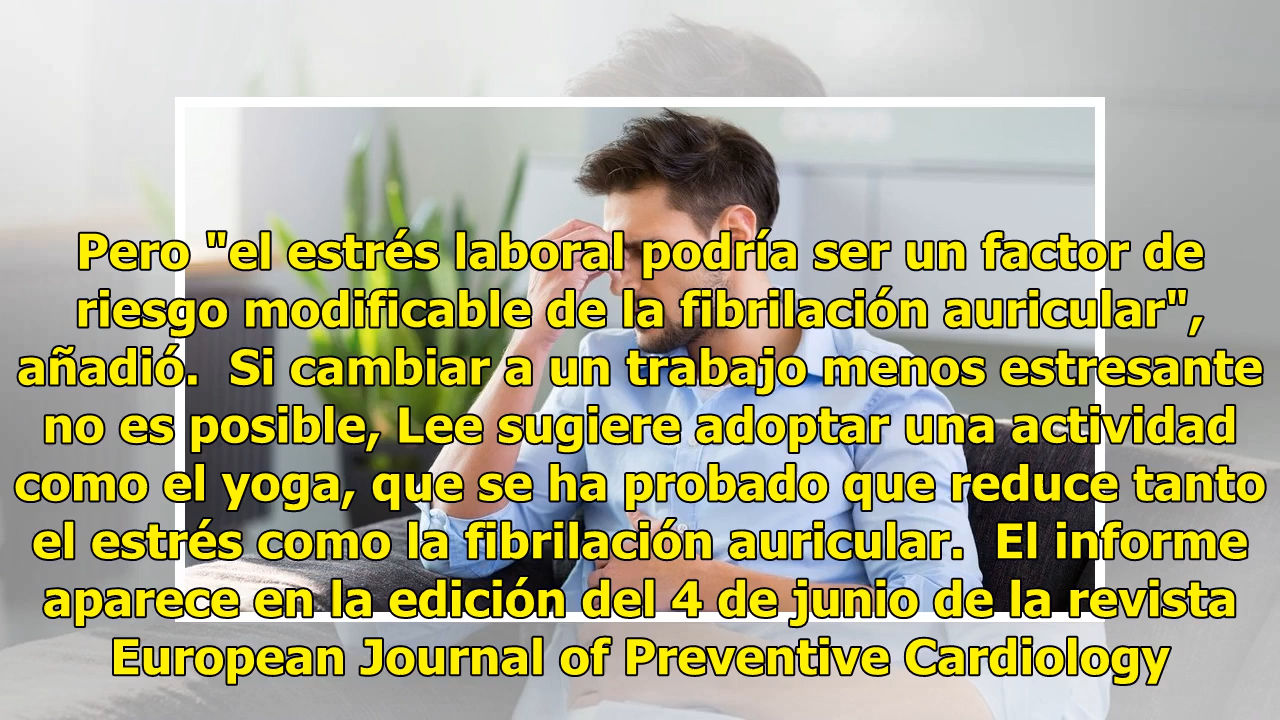 Pero "el estrés laboral podría ser un factor de
riesgo modificable de la fibrilación auricular",
añadió.  Si cambiar a un trabajo menos estresante
no es posible, Lee sugiere adoptar una actividad
como el yoga, que se ha probado que reduce tanto
el estrés como la fibrilación auricular.  El informe
aparece en la edición del 4 de junio de la revista
European Journal of Preventive Cardiology